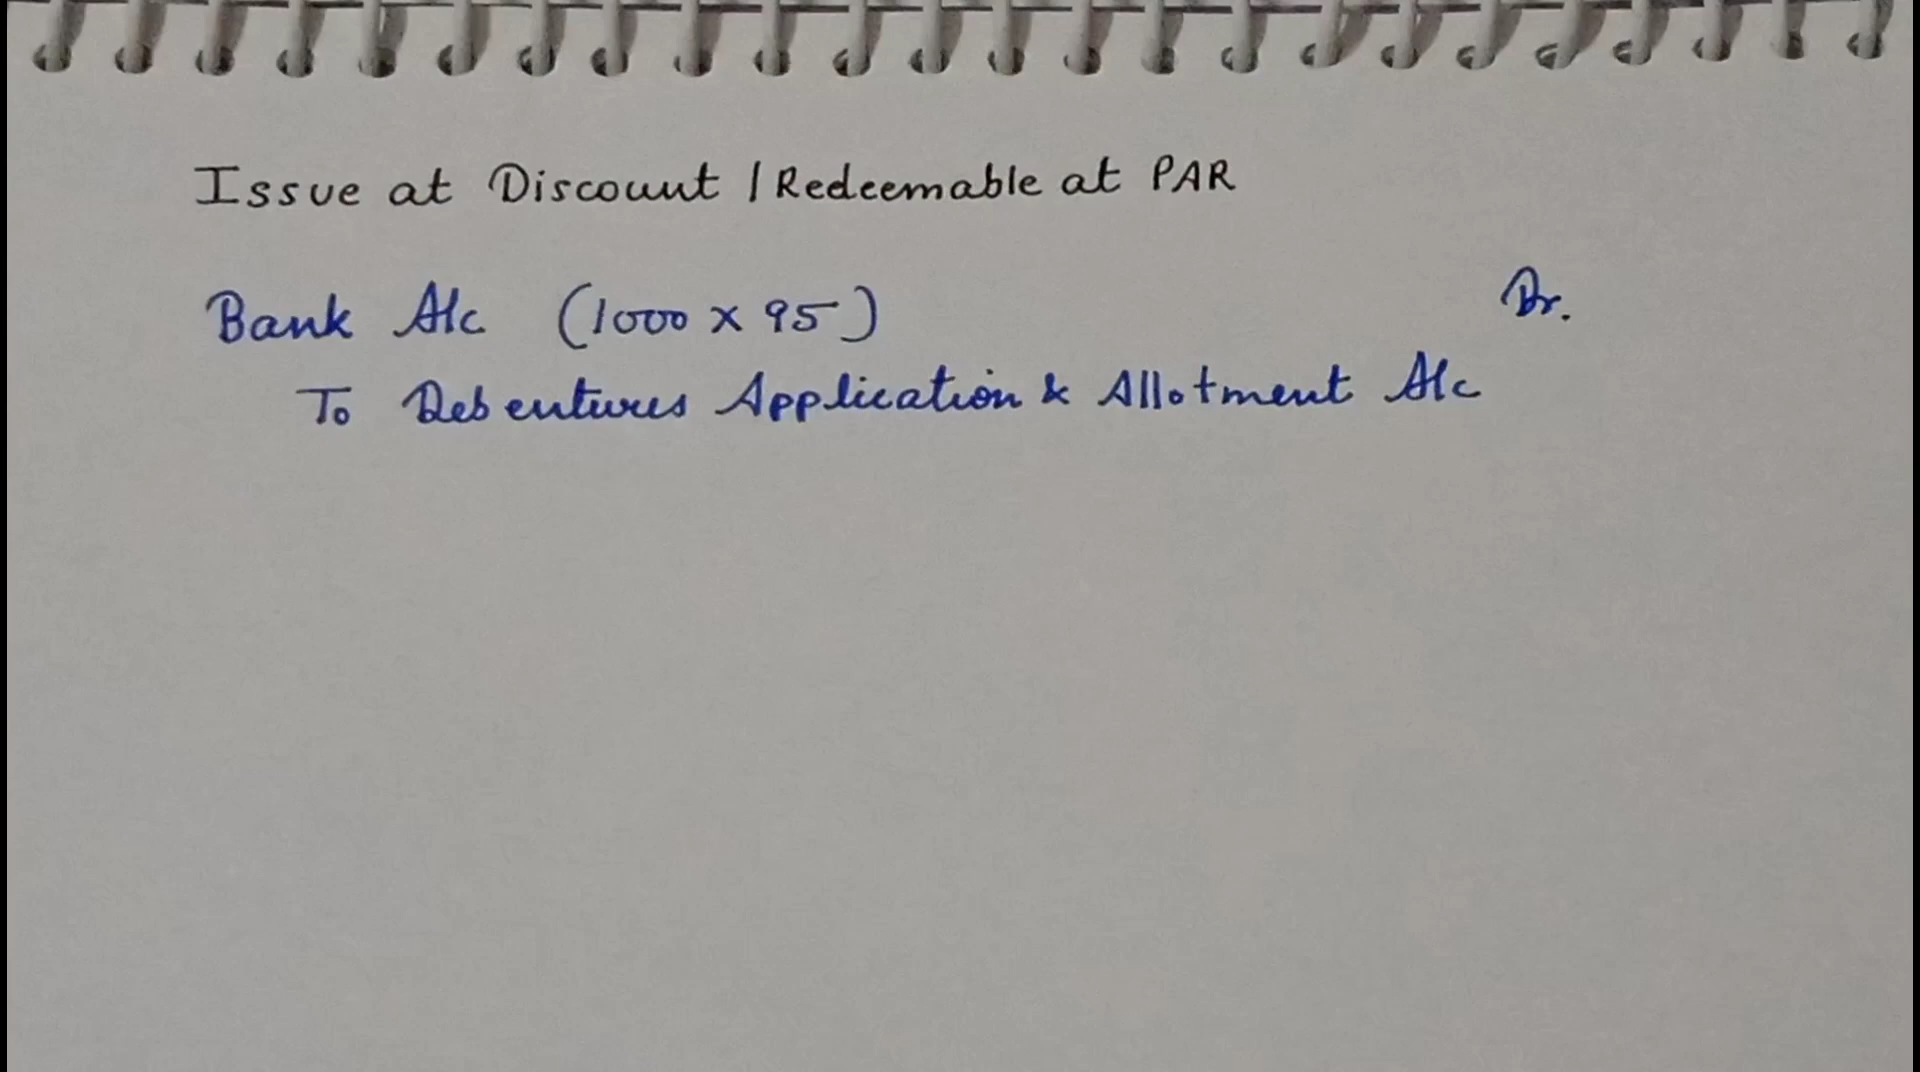 Issue at Discount / Redeemable at PAR
Bank A/c (1000 x 95) Dr.
To Debentures Application & Allotment A/c